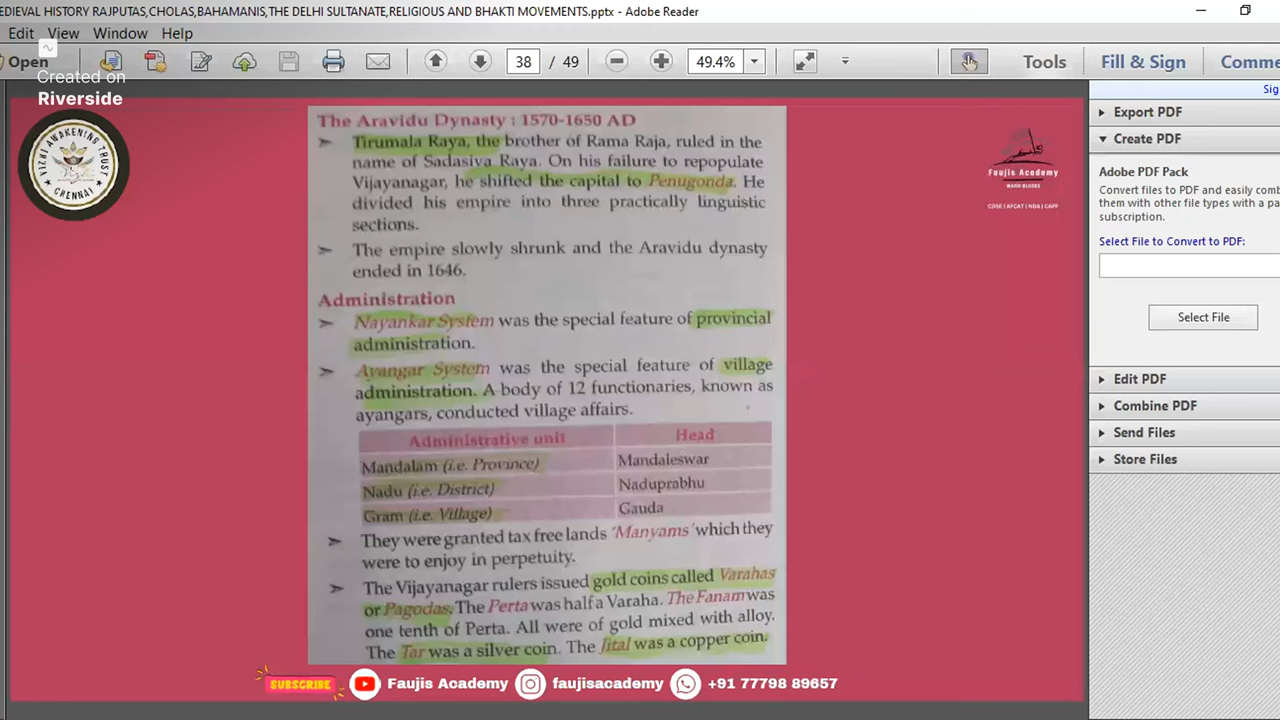 EDIEVAL HISTORY RAJPUTAS,CHOLAS,BAHAMANIS,THE DELHI SULTANATE,RELIGIOUS AND BHAKTI MOVEMENTS.pptx - Adobe Reader
Edit View Window Help
Open 38 / 49 49.4% Tools Fill & Sign Comme
Created on
Riverside
Sig
Export PDF
Create PDF
Adobe PDF Pack
Convert files to PDF and easily comb
them with other file types with a pa
subscription.
Select File to Convert to PDF:
Select File
Edit PDF
Combine PDF
Send Files
Store Files
VIZHI AWAKENING TRUST
CHENNAI
Faujis Academy
WARM BLOODS
CDSE | AFCAT | NDA | CAPF
The Aravidu Dynasty : 1570-1650 AD
➢ Tirumala Raya, the brother of Rama Raja, ruled in the
name of Sadasiva Raya. On his failure to repopulate
Vijayanagar, he shifted the capital to Penugonda. He
divided his empire into three practically linguistic
sections.
➢ The empire slowly shrunk and the Aravidu dynasty
ended in 1646.
Administration
➢ Nayankar System was the special feature of provincial
administration.
➢ Ayangar System was the special feature of village
administration. A body of 12 functionaries, known as
ayangars, conducted village affairs.
Administrative unit Head
Mandalam (i.e. Province) Mandaleswar
Nadu (i.e. District) Naduprabhu
Gram (i.e. Village) Gauda
➢ They were granted tax free lands 'Manyams' which they
were to enjoy in perpetuity.
➢ The Vijayanagar rulers issued gold coins called Varahas
or Pagodas. The Perta was half a Varaha. The Fanam was
one tenth of Perta. All were of gold mixed with alloy.
The Tar was a silver coin. The Jital was a copper coin.
SUBSCRIBE Faujis Academy faujisacademy +91 77798 89657